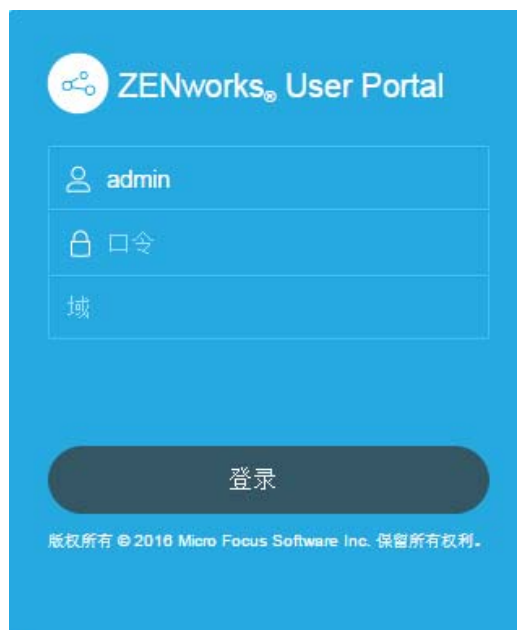 ZENworks® User Portal
admin
口令
域
登录
版权所有 © 2016 Micro Focus Software Inc. 保留所有权利。